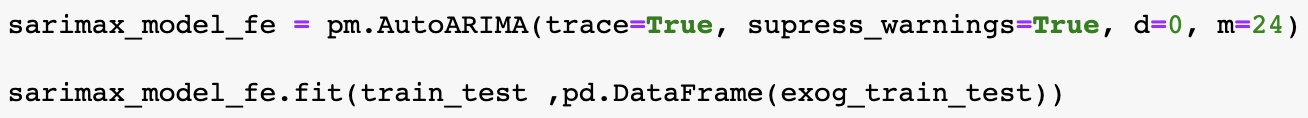 sarimax_model_fe = pm.AutoARIMA(trace=True, supress_warnings=True, d=0, m=24)
sarimax_model_fe.fit(train_test ,pd.DataFrame(exog_train_test))